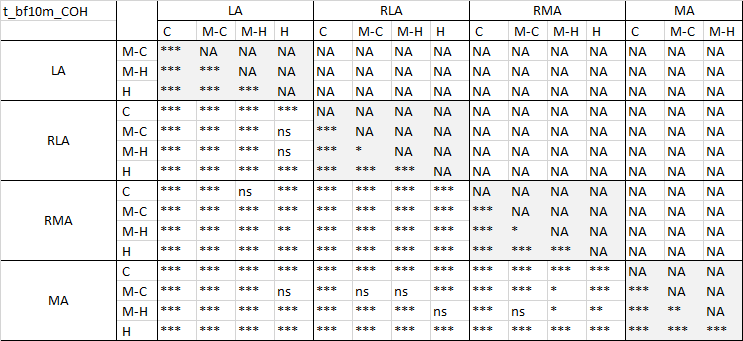 t_bf10m_COH LA RLA RMA MA
C M-C M-H H C M-C M-H H C M-C M-H H C M-C M-H
LA M-C *** NA NA NA NA NA NA NA NA NA NA NA NA NA NA
M-H *** *** NA NA NA NA NA NA NA NA NA NA NA NA NA
H *** *** *** NA NA NA NA NA NA NA NA NA NA NA NA
RLA C *** *** *** *** NA NA NA NA NA NA NA NA NA NA NA
M-C *** *** *** ns *** NA NA NA NA NA NA NA NA NA NA
M-H *** *** *** ns *** * NA NA NA NA NA NA NA NA NA
H *** *** *** *** *** *** *** NA NA NA NA NA NA NA NA
RMA C *** *** ns *** *** *** *** *** NA NA NA NA NA NA NA
M-C *** *** *** *** *** *** *** *** *** NA NA NA NA NA NA
M-H *** *** *** ** *** *** *** *** *** * NA NA NA NA NA
H *** *** *** *** *** *** *** *** *** *** *** NA NA NA NA
MA C *** *** *** *** *** *** *** *** *** *** *** *** NA NA NA
M-C *** *** *** ns *** ns ns *** *** *** * *** *** NA NA
M-H *** *** *** *** *** *** *** ns *** ns * ** *** ** NA
H *** *** *** *** *** *** *** *** *** *** *** *** *** *** ***